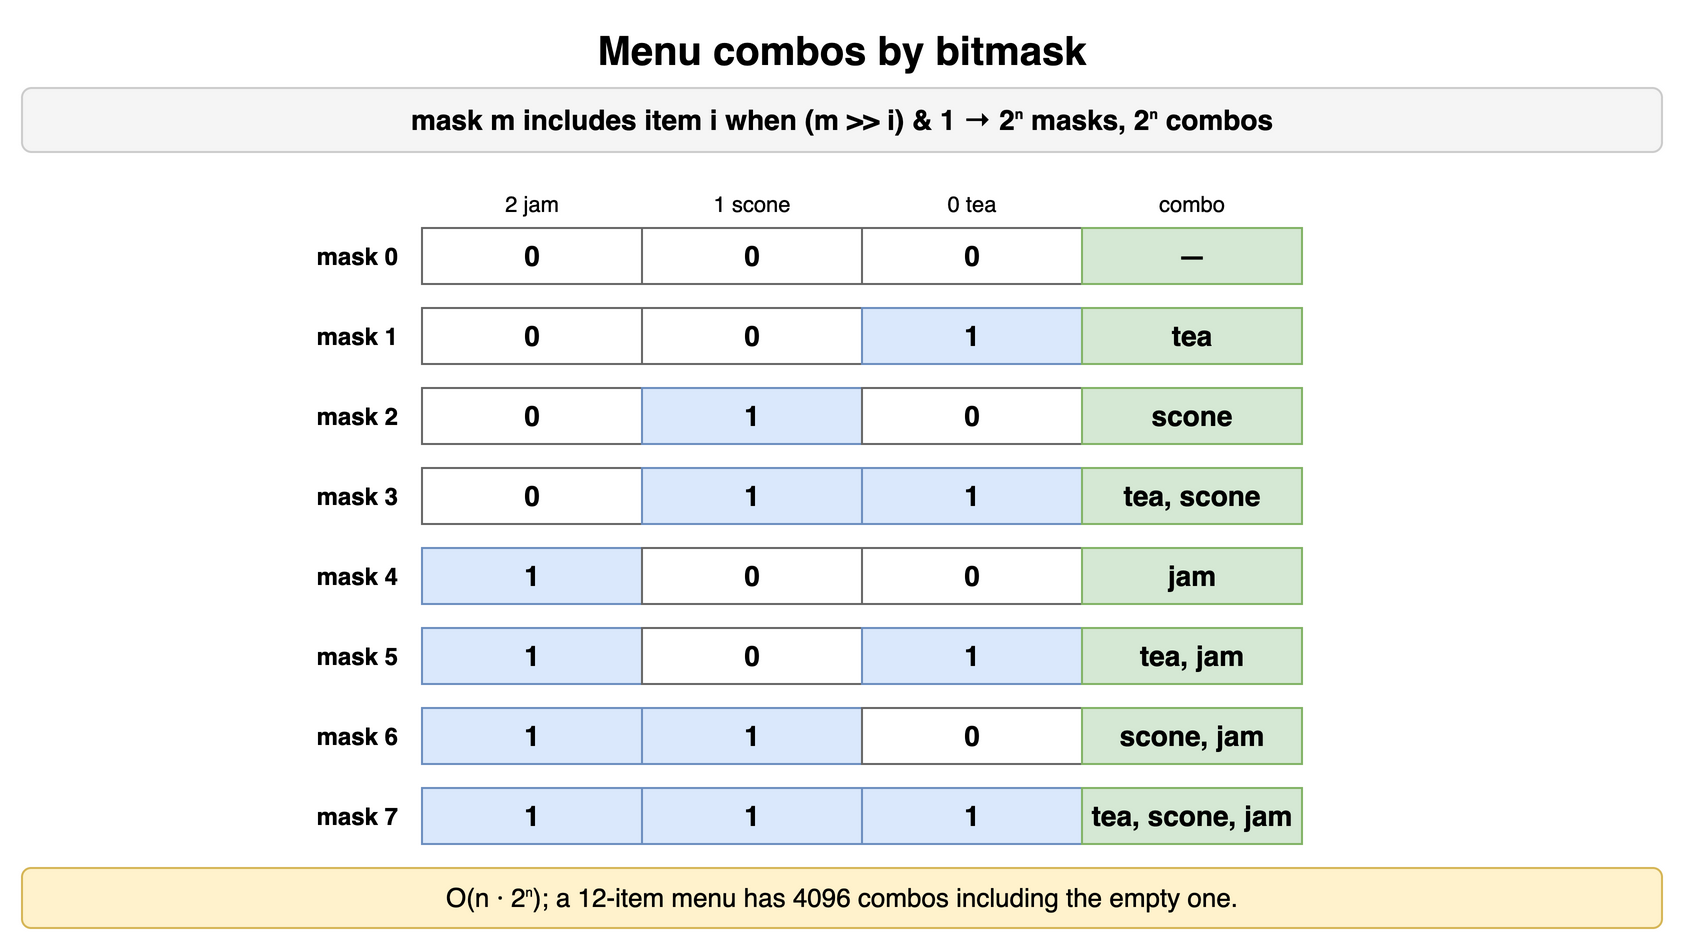 Menu combos by bitmask
mask m includes item i when (m >> i) & 1 → 2ⁿ masks, 2ⁿ combos
2 jam 1 scone 0 tea combo
mask 0 0 0 0 —
mask 1 0 0 1 tea
mask 2 0 1 0 scone
mask 3 0 1 1 tea, scone
mask 4 1 0 0 jam
mask 5 1 0 1 tea, jam
mask 6 1 1 0 scone, jam
mask 7 1 1 1 tea, scone, jam
O(n · 2ⁿ); a 12-item menu has 4096 combos including the empty one.